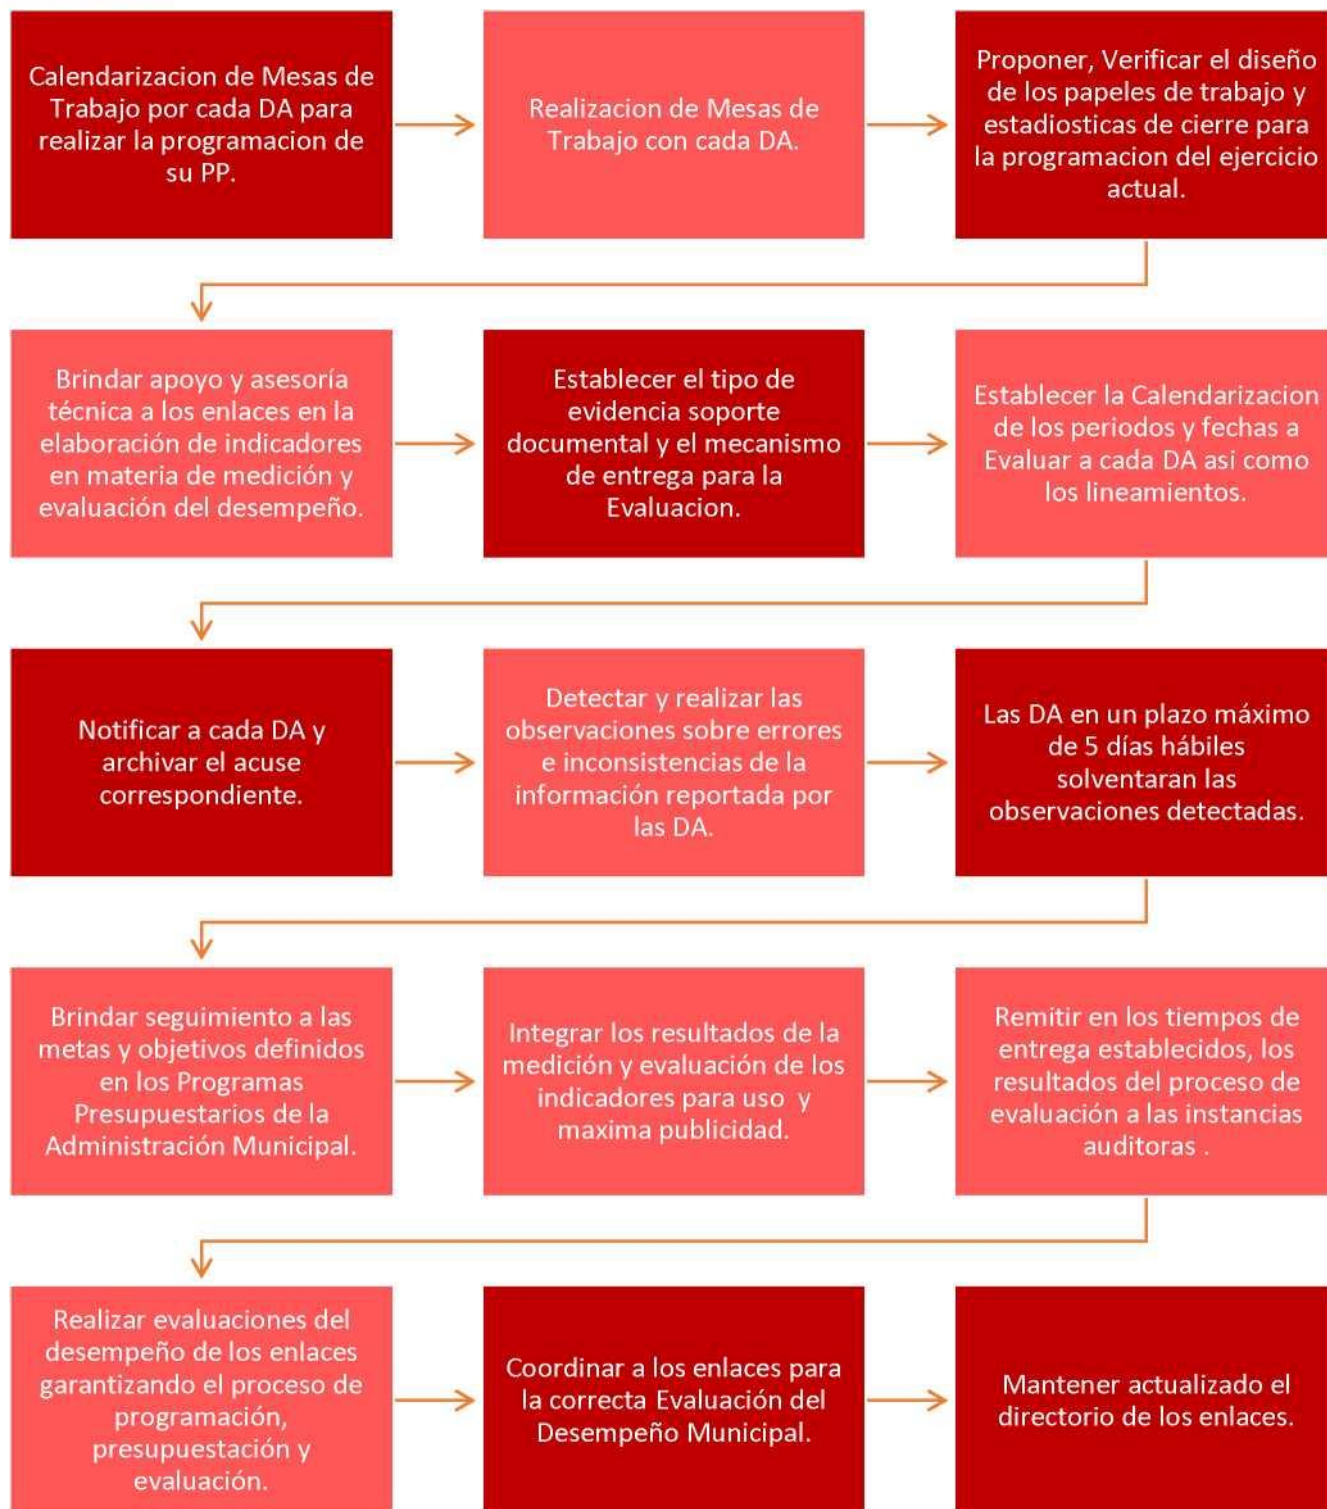 Calendarizacion de Mesas de
Trabajo por cada DA para
realizar la programacion de
su PP.
Realizacion de Mesas de
Trabajo con cada DA.
Proponer, Verificar el diseño
de los papeles de trabajo y
estadiosticas de cierre para
la programacion del ejercicio
actual.
Brindar apoyo y asesoría
técnica a los enlaces en la
elaboración de indicadores
en materia de medición y
evaluación del desempeño.
Establecer el tipo de
evidencia soporte
documental y el mecanismo
de entrega para la
Evaluacion.
Establecer la Calendarizacion
de los periodos y fechas a
Evaluar a cada DA asi como
los lineamientos.
Notificar a cada DA y
archivar el acuse
correspondiente.
Detectar y realizar las
observaciones sobre errores
e inconsistencias de la
información reportada por
las DA.
Las DA en un plazo máximo
de 5 días hábiles
solventaran las
observaciones detectadas.
Brindar seguimiento a las
metas y objetivos definidos
en los Programas
Presupuestarios de la
Administración Municipal.
Integrar los resultados de la
medición y evaluación de los
indicadores para uso  y
maxima publicidad.
Remitir en los tiempos de
entrega establecidos, los
resultados del proceso de
evaluación a las instancias
auditoras .
Realizar evaluaciones del
desempeño de los enlaces
garantizando el proceso de
programación,
presupuestación y
evaluación.
Coordinar a los enlaces para
la correcta Evaluación del
Desempeño Municipal.
Mantener actualizado el
directorio de los enlaces.